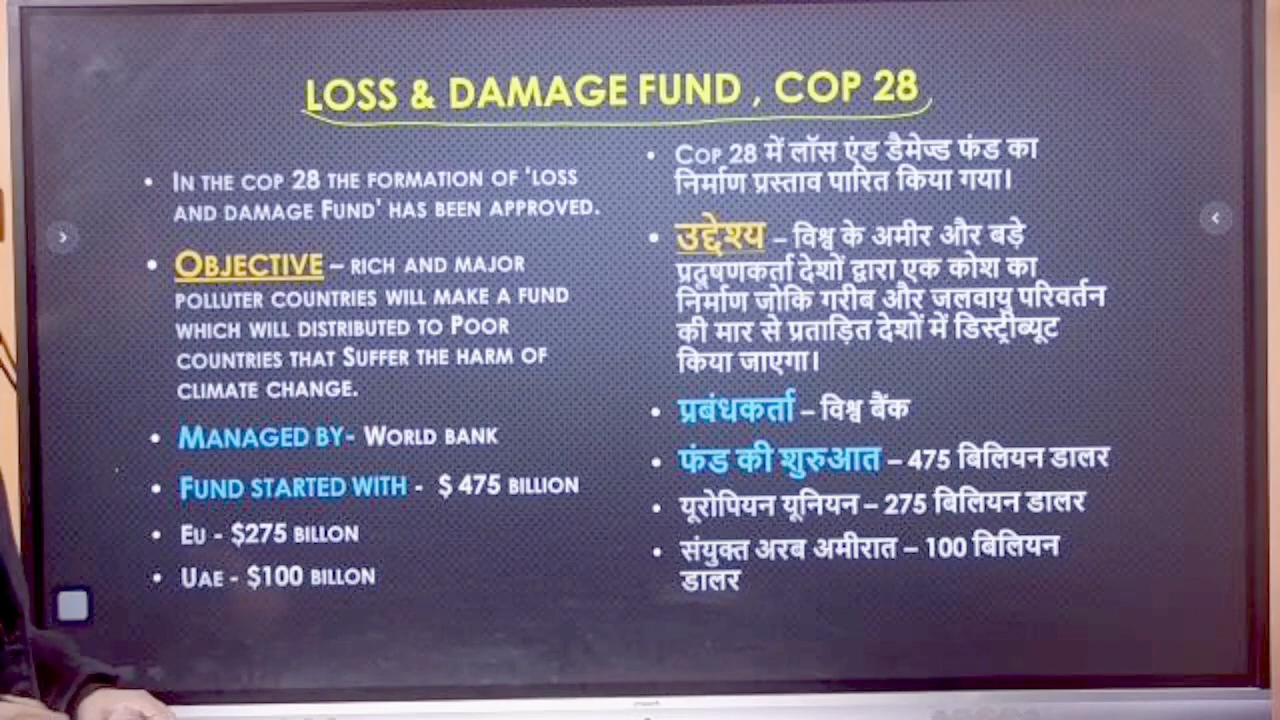 LOSS & DAMAGE FUND , COP 28
• IN THE COP 28 THE FORMATION OF 'LOSS
AND DAMAGE FUND' HAS BEEN APPROVED.
• OBJECTIVE – RICH AND MAJOR
POLLUTER COUNTRIES WILL MAKE A FUND
WHICH WILL DISTRIBUTED TO POOR
COUNTRIES THAT SUFFER THE HARM OF
CLIMATE CHANGE.
• MANAGED BY- WORLD BANK
• FUND STARTED WITH - $ 475 BILLION
• EU - $275 BILLON
• UAE - $100 BILLON
• COP 28 में लॉस एंड डैमेज्ड फंड का
निर्माण प्रस्ताव पारित किया गया।
• उद्देश्य – विश्व के अमीर और बड़े
प्रदूषणकर्ता देशों द्वारा एक कोश का
निर्माण जोकि गरीब और जलवायु परिवर्तन
की मार से प्रताड़ित देशों में डिस्ट्रीब्यूट
किया जाएगा।
• प्रबंधकर्ता – विश्व बैंक
• फंड की शुरुआत – 475 बिलियन डालर
• यूरोपियन यूनियन – 275 बिलियन डालर
• संयुक्त अरब अमीरात – 100 बिलियन
डालर